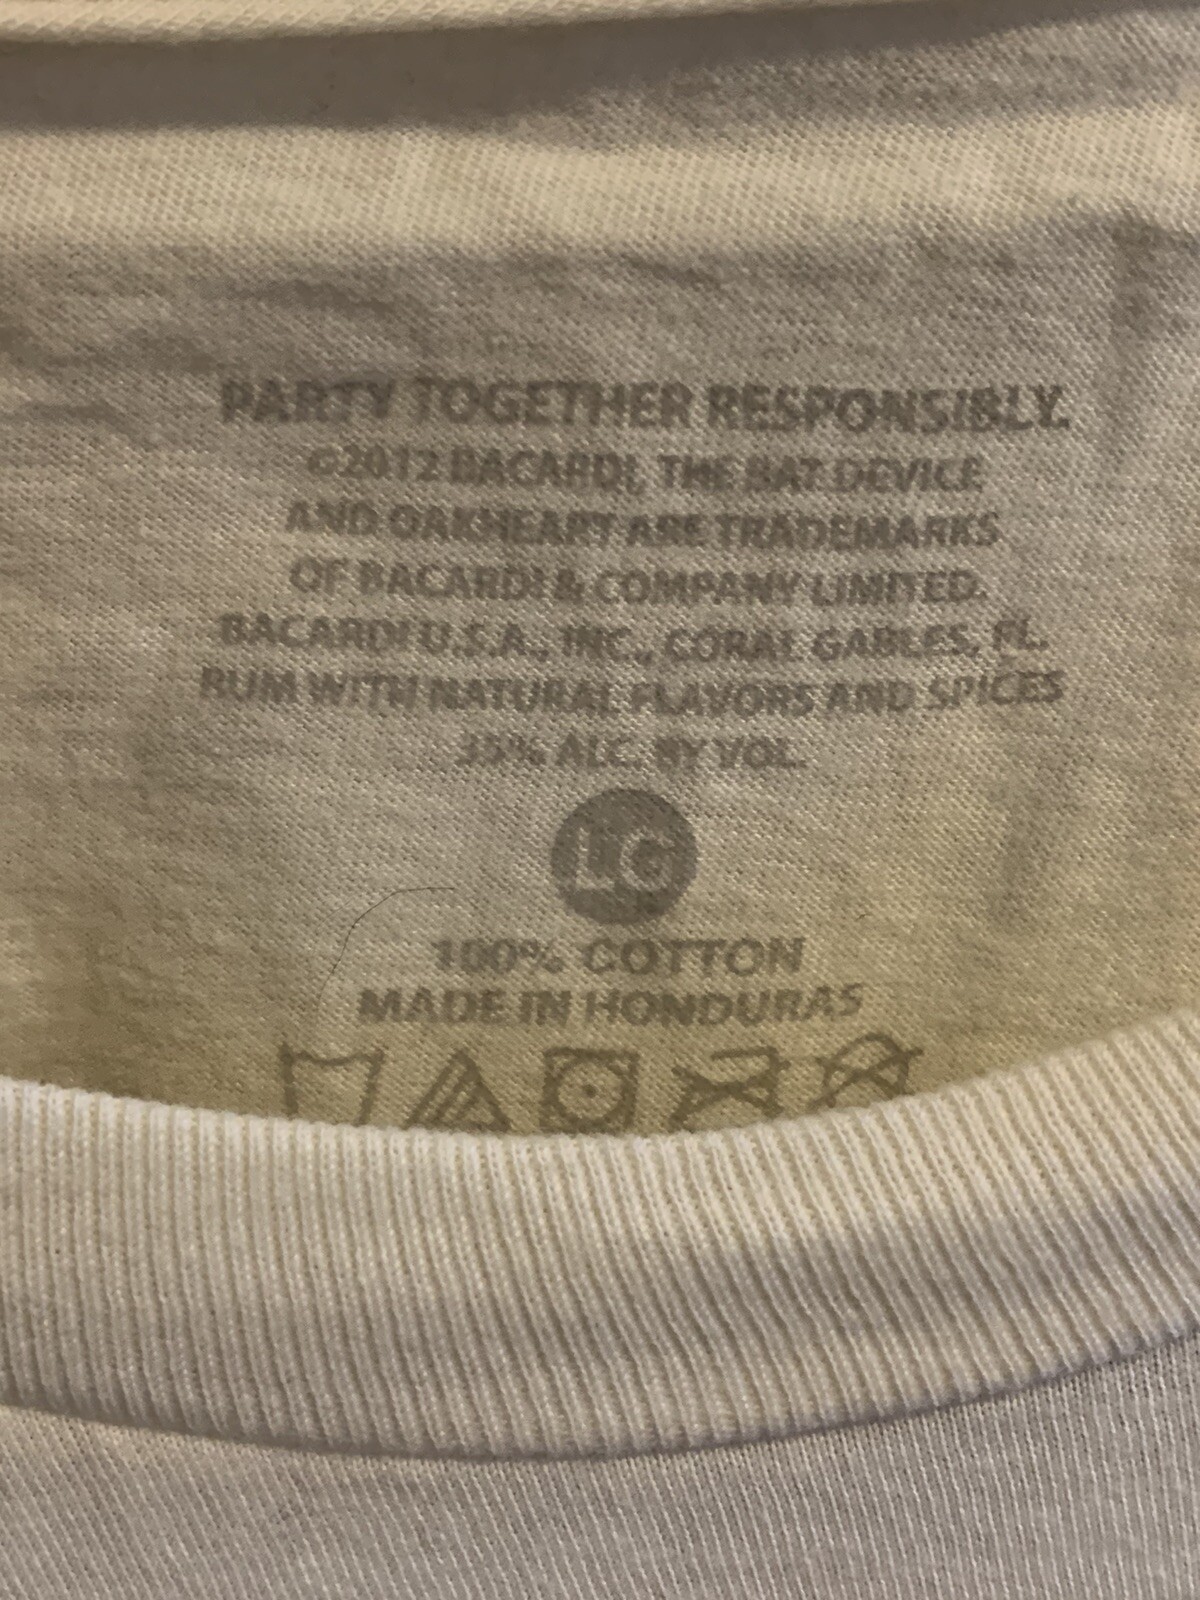 PARTY TOGETHER RESPONSIBLY.
©2012 BACARDI, THE BAT DEVICE
AND OAKHEART ARE TRADEMARKS
OF BACARDI & COMPANY LIMITED.
BACARDI U.S.A., INC., CORAL GABLES, FL.
RUM WITH NATURAL FLAVORS AND SPICES
35% ALC. BY VOL.
LG
100% COTTON
MADE IN HONDURAS